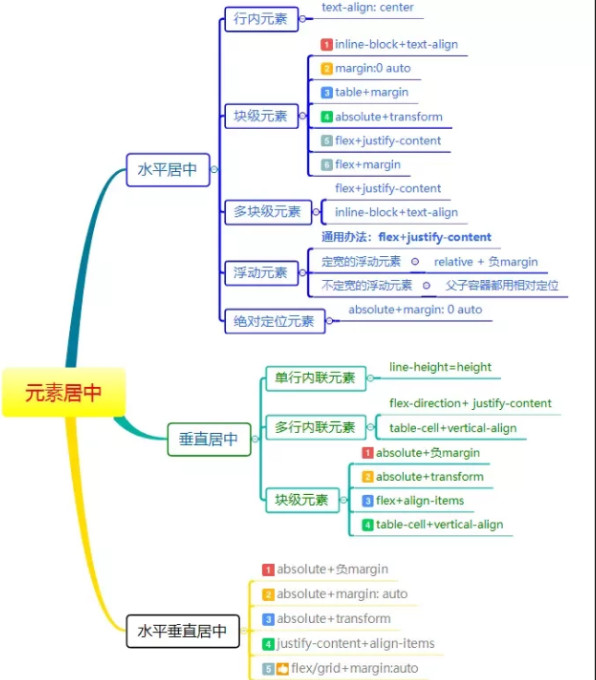 元素居中
水平居中
行内元素
text-align: center
块级元素
1 inline-block+text-align
2 margin:0 auto
3 table+margin
4 absolute+transform
5 flex+justify-content
6 flex+margin
多块级元素
flex+justify-content
inline-block+text-align
浮动元素
通用办法：flex+justify-content
定宽的浮动元素 relative + 负margin
不定宽的浮动元素 父子容器都用相对定位
绝对定位元素
absolute+margin: 0 auto
垂直居中
单行内联元素
line-height=height
多行内联元素
flex-direction+ justify-content
table-cell+vertical-align
块级元素
1 absolute+负margin
2 absolute+transform
3 flex+align-items
4 table-cell+vertical-align
水平垂直居中
1 absolute+负margin
2 absolute+margin: auto
3 absolute+transform
4 justify-content+align-items
5 flex/grid+margin:auto